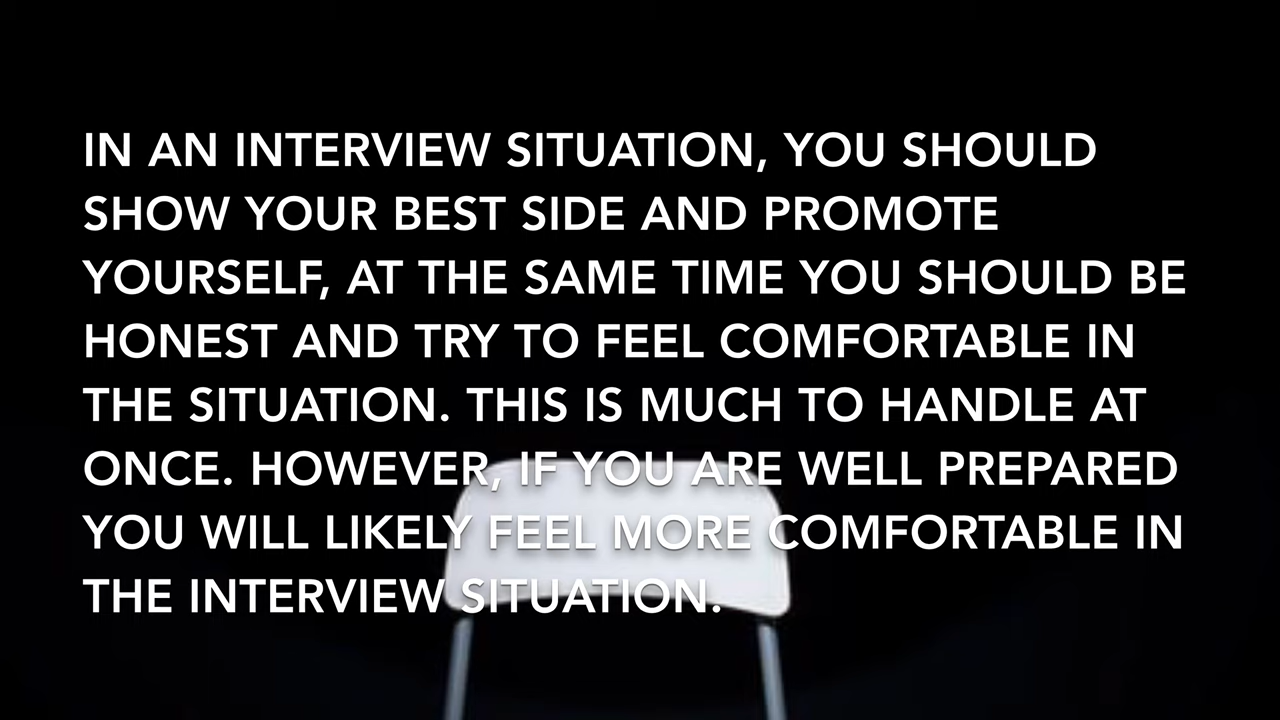 IN AN INTERVIEW SITUATION, YOU SHOULD
SHOW YOUR BEST SIDE AND PROMOTE
YOURSELF, AT THE SAME TIME YOU SHOULD BE
HONEST AND TRY TO FEEL COMFORTABLE IN
THE SITUATION. THIS IS MUCH TO HANDLE AT
ONCE. HOWEVER, IF YOU ARE WELL PREPARED
YOU WILL LIKELY FEEL MORE COMFORTABLE IN
THE INTERVIEW SITUATION.